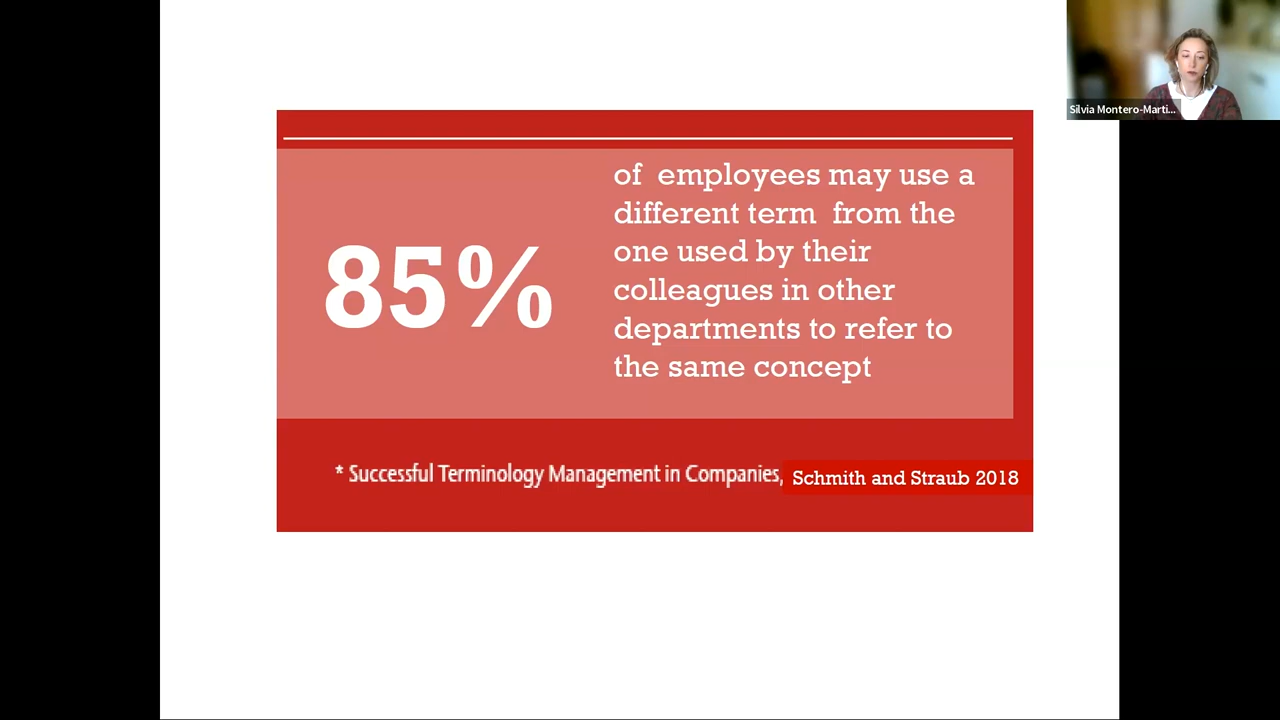 Silvia Montero-Marti...
85%
of employees may use a
different term from the
one used by their
colleagues in other
departments to refer to
the same concept
* Successful Terminology Management in Companies, Schmith and Straub 2018